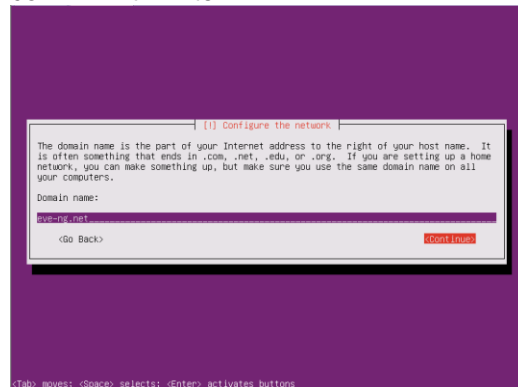 [!] Configure the network
The domain name is the part of your Internet address to the right of your host name. It
is often something that ends in .com, .net, .edu, or .org. If you are setting up a home
network, you can make something up, but make sure you use the same domain name on all
your computers.
Domain name:
eve-ng.net
<Go Back> <Continue>
<Tab> moves; <Space> selects; <Enter> activates buttons